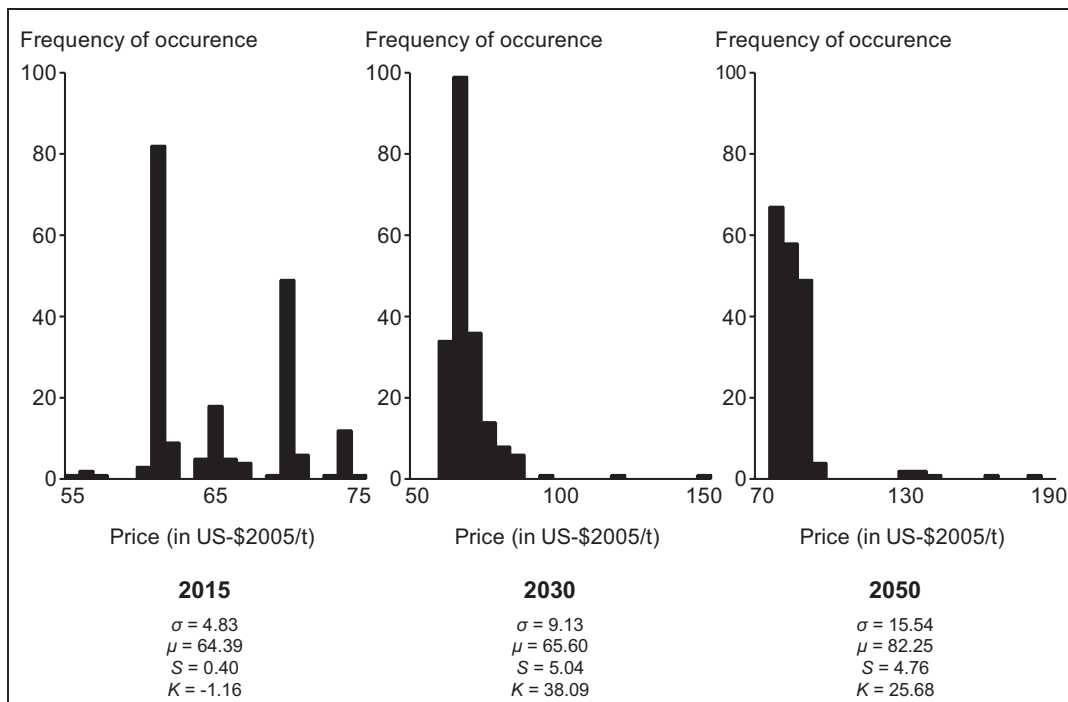 Frequency of occurence
100
80
60
40
20
0
55
65
75
Price (in US-$2005/t)
2015
σ = 4.83
μ = 64.39
S = 0.40
K = -1.16
Frequency of occurence
100
80
60
40
20
0
50
100
150
Price (in US-$2005/t)
2030
σ = 9.13
μ = 65.60
S = 5.04
K = 38.09
Frequency of occurence
100
80
60
40
20
0
70
130
190
Price (in US-$2005/t)
2050
σ = 15.54
μ = 82.25
S = 4.76
K = 25.68